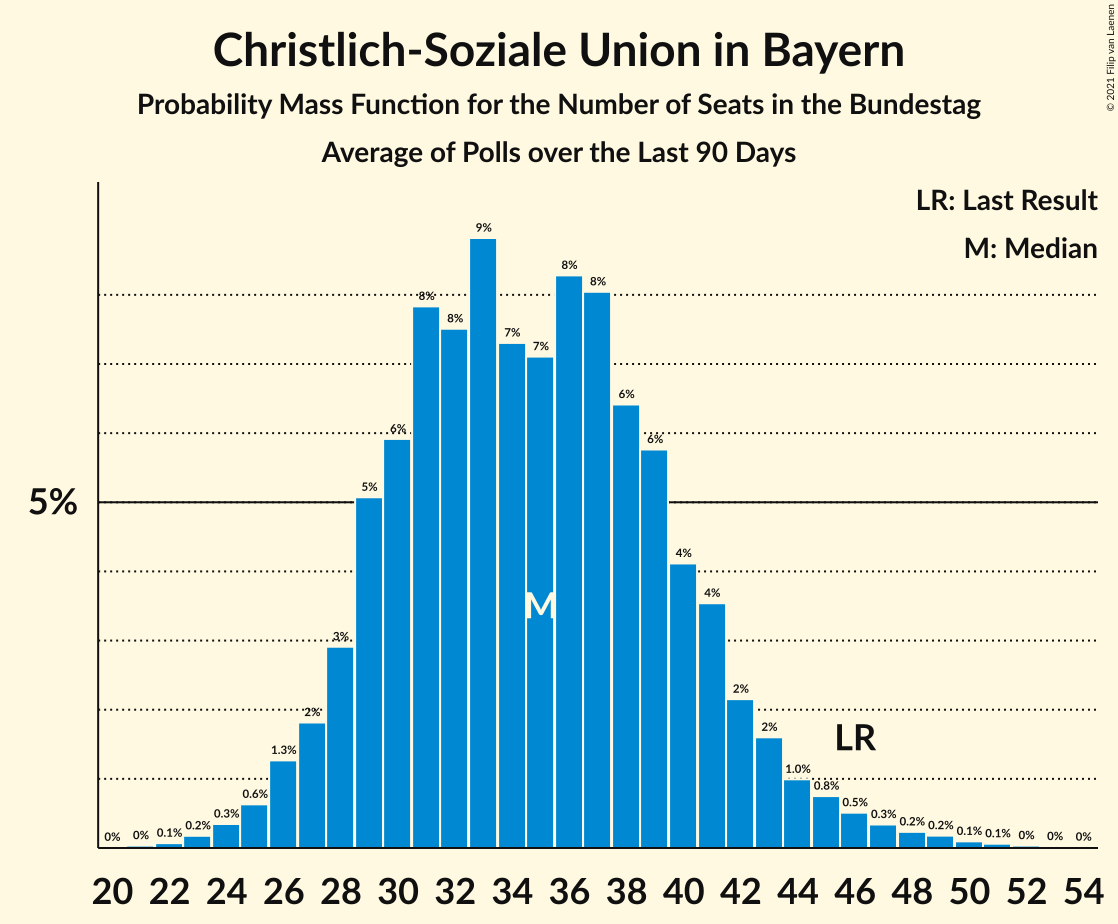 Christlich-Soziale Union in Bayern
Probability Mass Function for the Number of Seats in the Bundestag
Average of Polls over the Last 90 Days
© 2021 Filip van Laenen
LR: Last Result
M: Median
5%
0% 0% 0.1% 0.2% 0.3% 0.6% 1.3% 2% 3% 5% 6% 8% 8% 9% 7% 7% 8% 8% 6% 6% 4% 4% 2% 2% 1.0% 0.8% 0.5% 0.3% 0.2% 0.2% 0.1% 0.1% 0% 0% 0%
M
LR
20 22 24 26 28 30 32 34 36 38 40 42 44 46 48 50 52 54